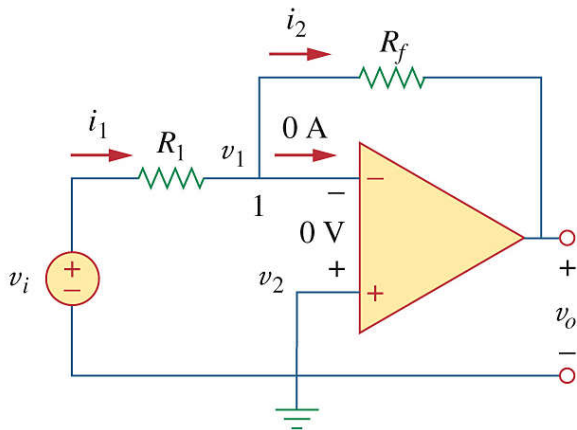 i2
Rf
i1
R1
v1
0 A
1
−
−
0 V
+
vi
+
−
v2
+
+
vo
−